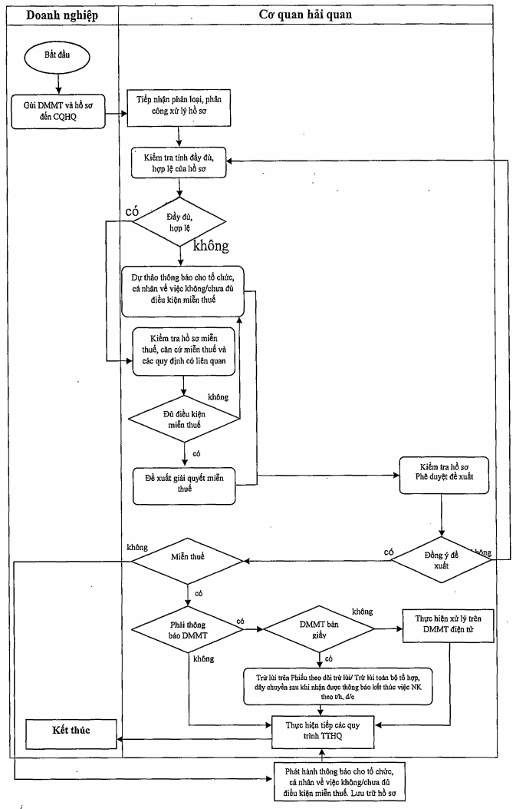 Doanh nghiệp
Cơ quan hải quan
Bắt đầu
Gửi DMMT và hồ sơ
đến CQHQ
Tiếp nhận phân loại, phân
công xử lý hồ sơ
Kiểm tra tính đầy đủ,
hợp lệ của hồ sơ
có
Đầy đủ,
hợp lệ
không
Dự thảo thông báo cho tổ chức,
cá nhân về việc không/chưa đủ
điều kiện miễn thuế
Kiểm tra hồ sơ miễn
thuế, căn cứ miễn thuế và
các quy định có liên quan
không
Đủ điều kiện
miễn thuế
có
Đề xuất giải quyết miễn
thuế
Kiểm tra hồ sơ
Phê duyệt đề xuất
không
Miễn thuế
có
Đồng ý đề
xuất
không
có
Phải thông
báo DMMT
có
DMMT bản
giấy
không
Thực hiện xử lý trên
DMMT điện tử
không
có
Trừ lùi trên Phiếu theo dõi trừ lùi/ Trừ lùi toàn bộ tổ hợp,
dây chuyền sau khi nhận được thông báo kết thúc việc NK
theo t/h, d/c
Kết thúc
Thực hiện tiếp các quy
trình TTHQ
Phát hành thông báo cho tổ chức,
cá nhân về việc không/chưa đủ
điều kiện miễn thuế. Lưu trữ hồ sơ